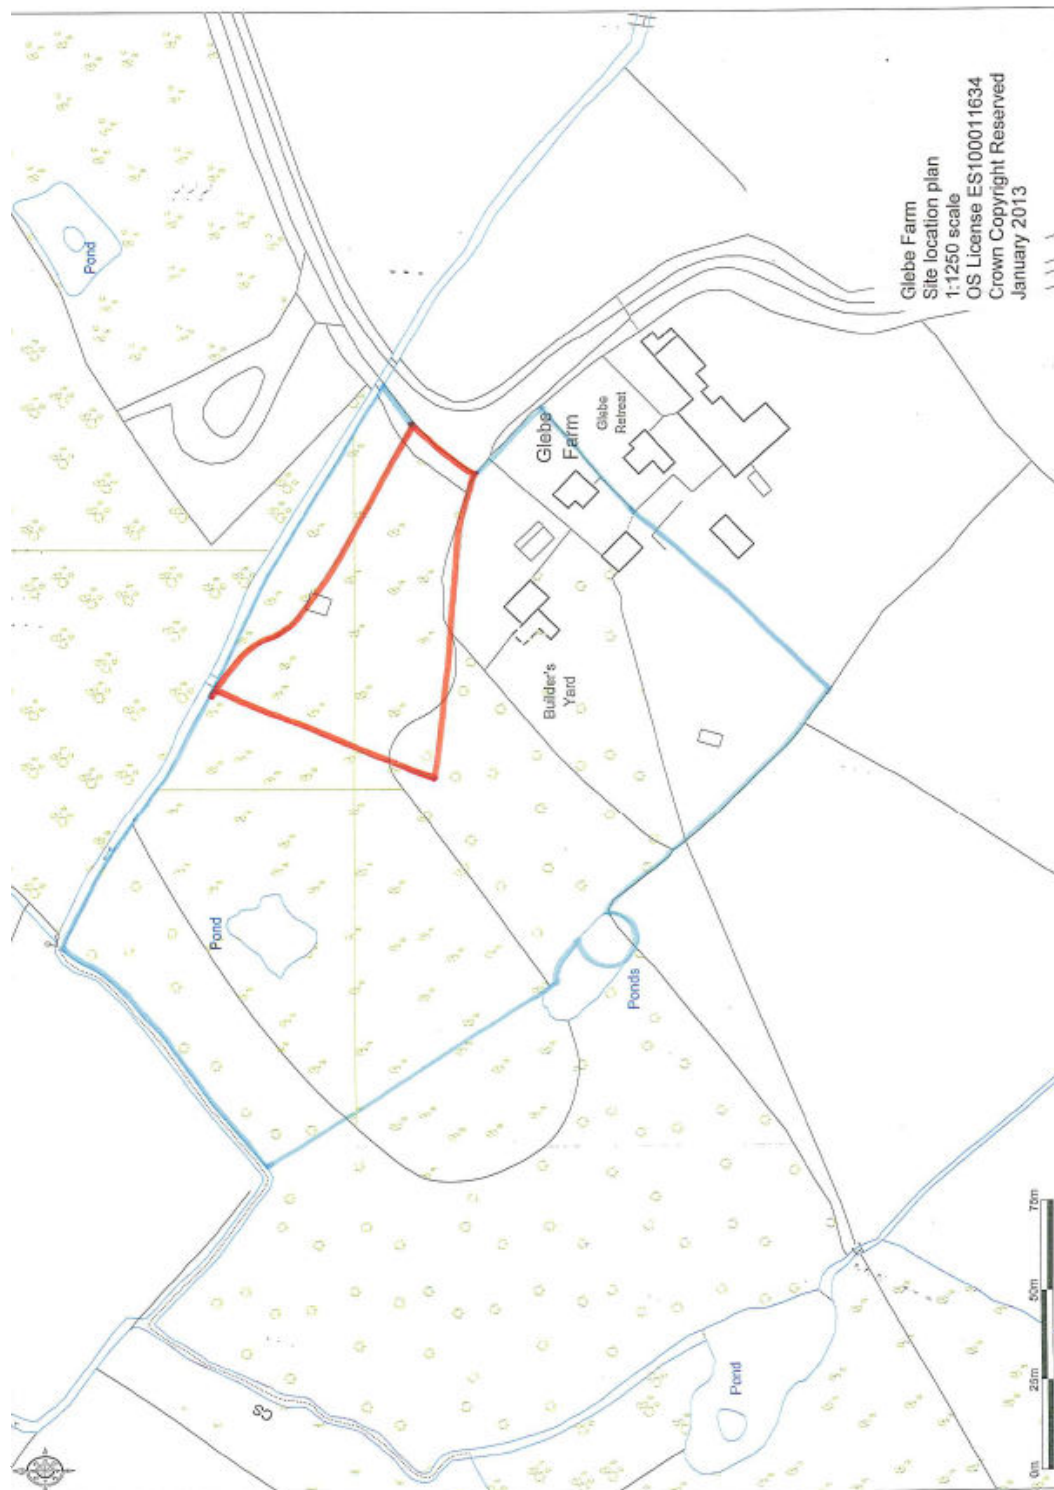 Glebe Farm
Site location plan
1:1250 scale
OS License ES100011634
Crown Copyright Reserved
January 2013
Pond
Glebe
Farm
Glebe
Retreat
Builder's
Yard
Pond
Ponds
Pond
CS
0m
25m
50m
75m